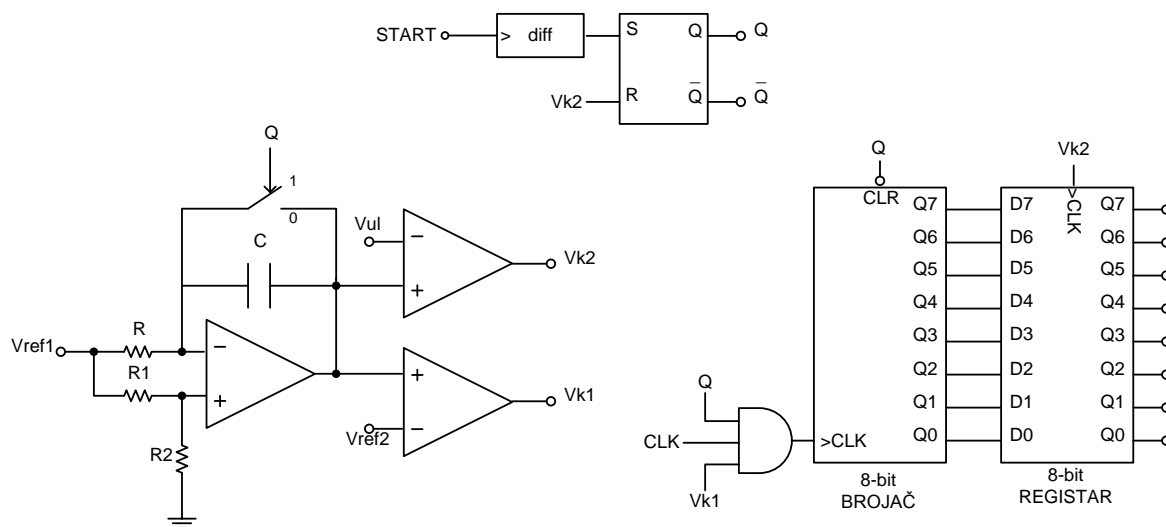 START
> diff
S Q Q
Vk2 R Q̅ Q̅
Q
1
0
C
Vul
−
+
Vk2
Vref1
R
−
R1
+
R2
+
−
Vk1
Vref2
Q
CLR
Vk2
>CLK
Q7 D7 Q7
Q6 D6 Q6
Q5 D5 Q5
Q4 D4 Q4
Q3 D3 Q3
Q2 D2 Q2
Q1 D1 Q1
Q0 D0 Q0
Q
CLK
Vk1
>CLK
8-bit
BROJAČ
8-bit
REGISTAR